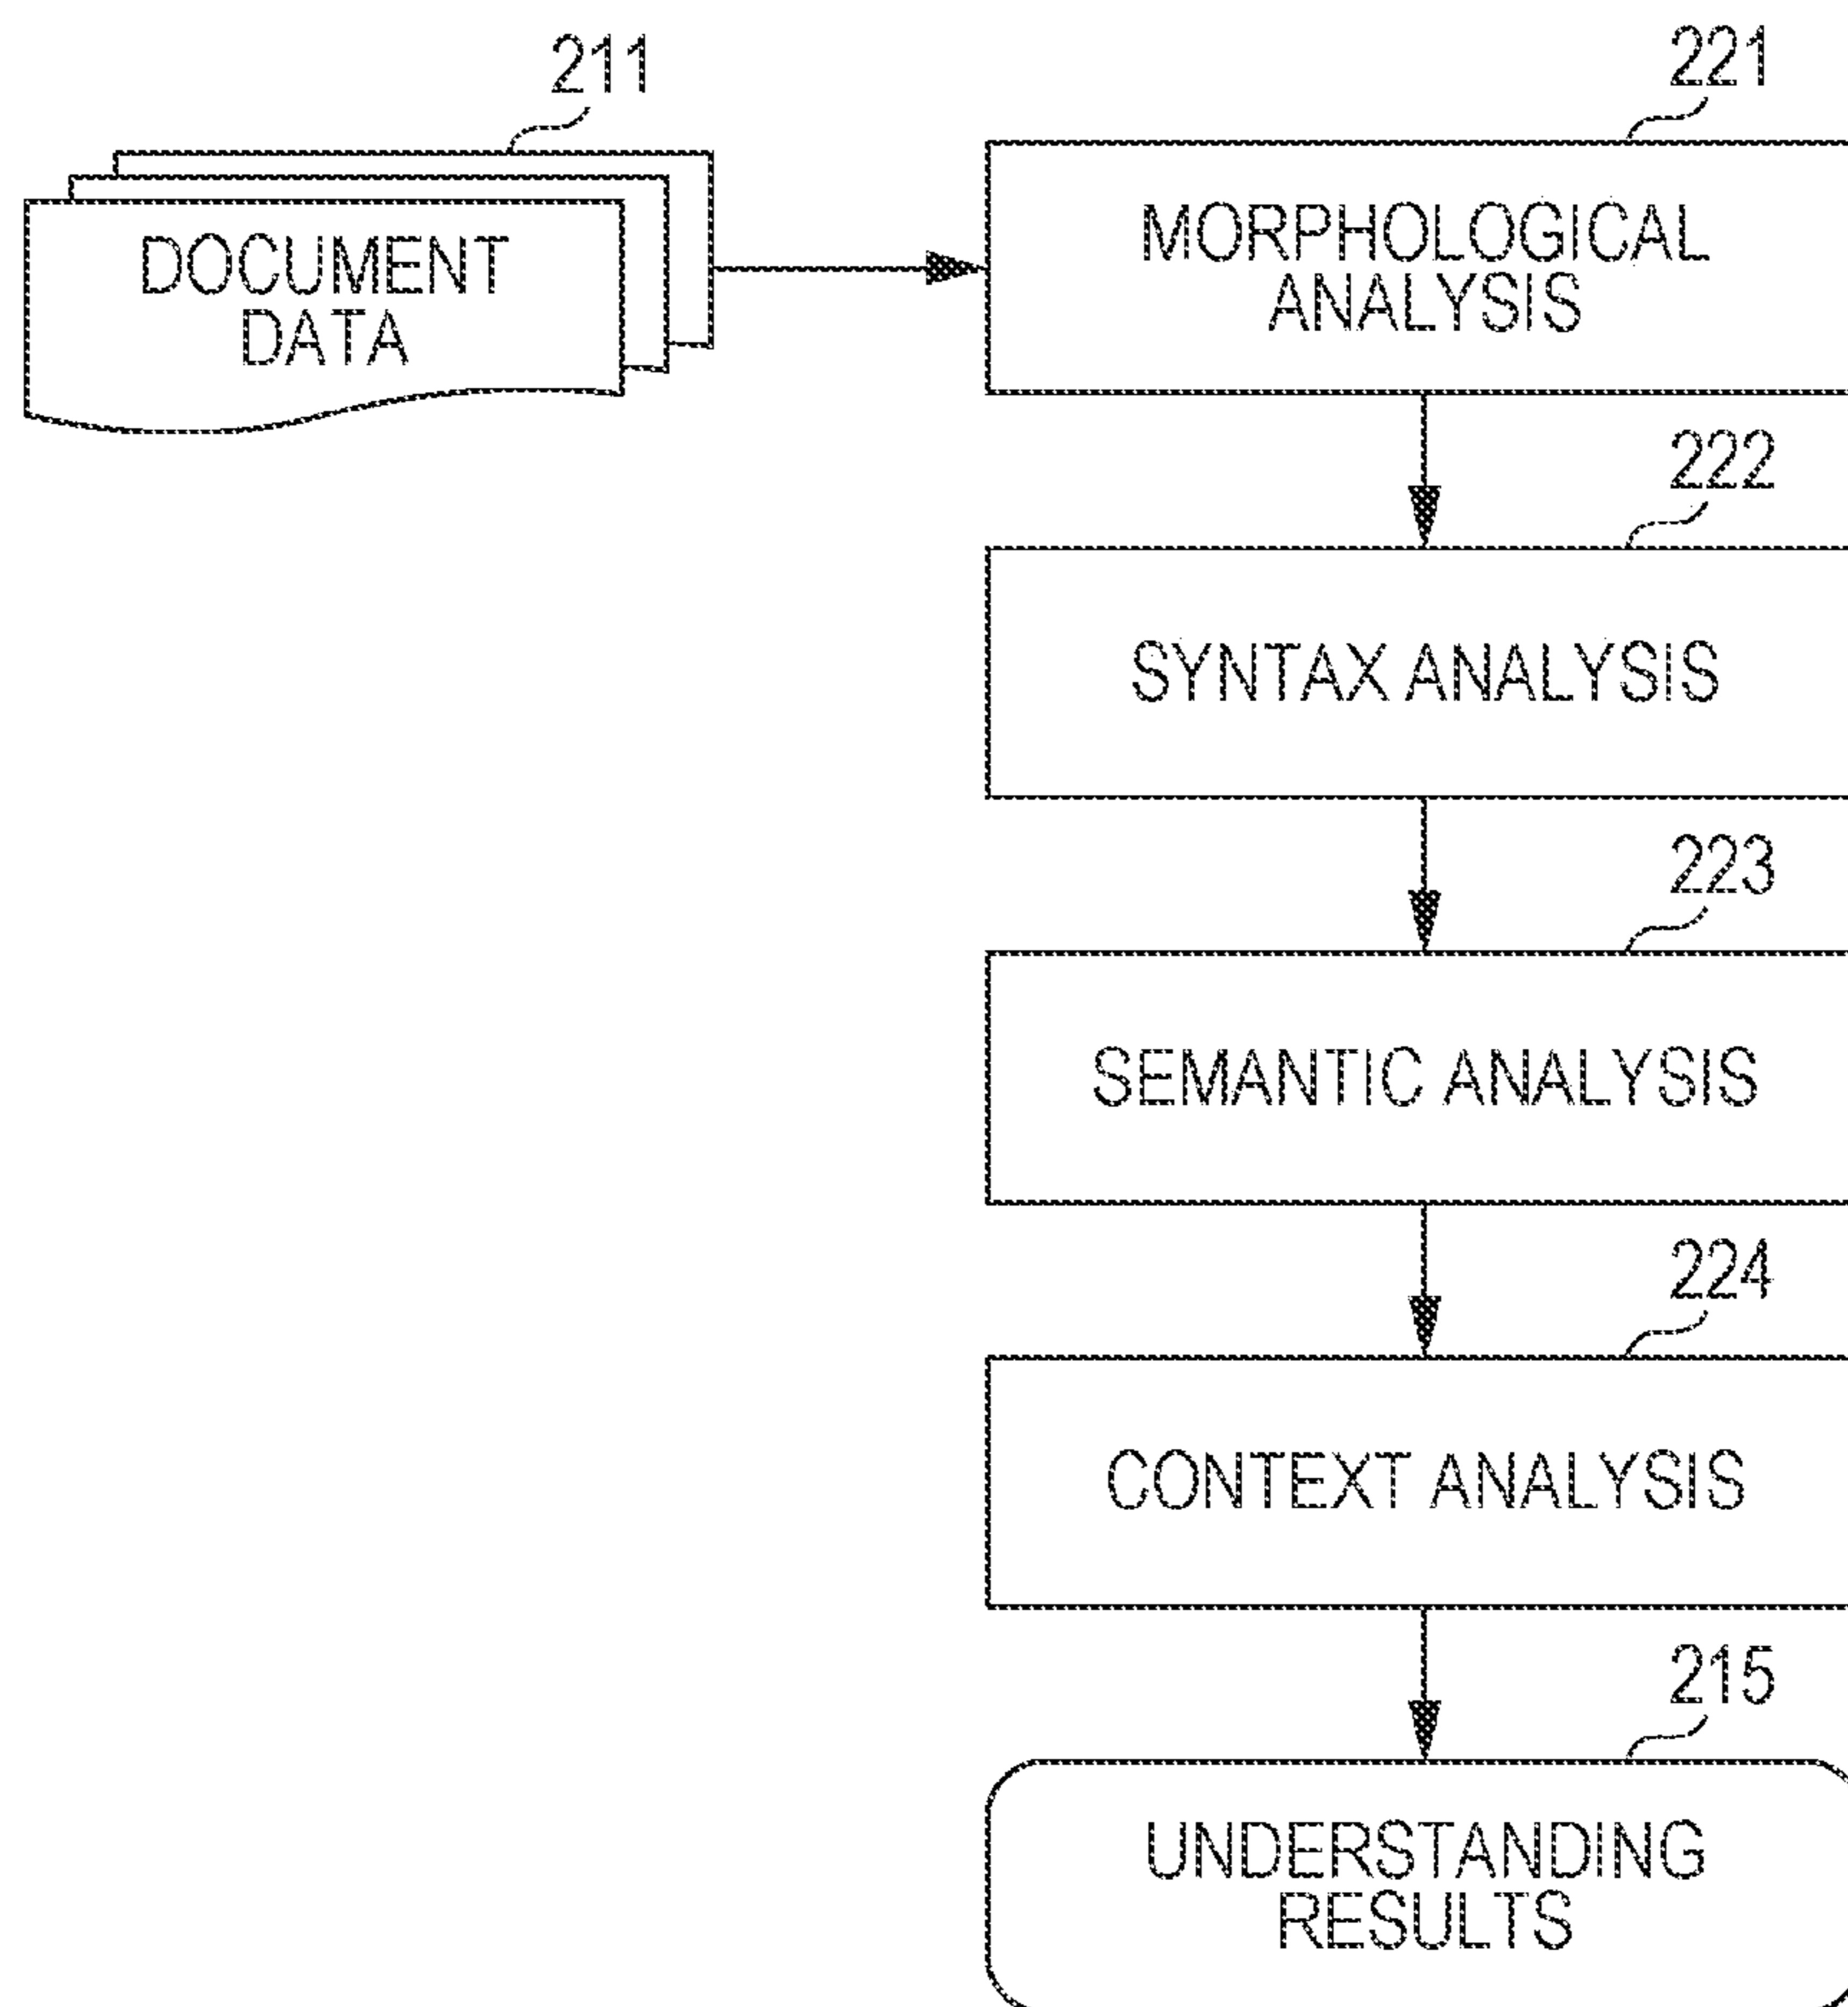 211
DOCUMENT
DATA
221
MORPHOLOGICAL
ANALYSIS
222
SYNTAX ANALYSIS
223
SEMANTIC ANALYSIS
224
CONTEXT ANALYSIS
215
UNDERSTANDING
RESULTS